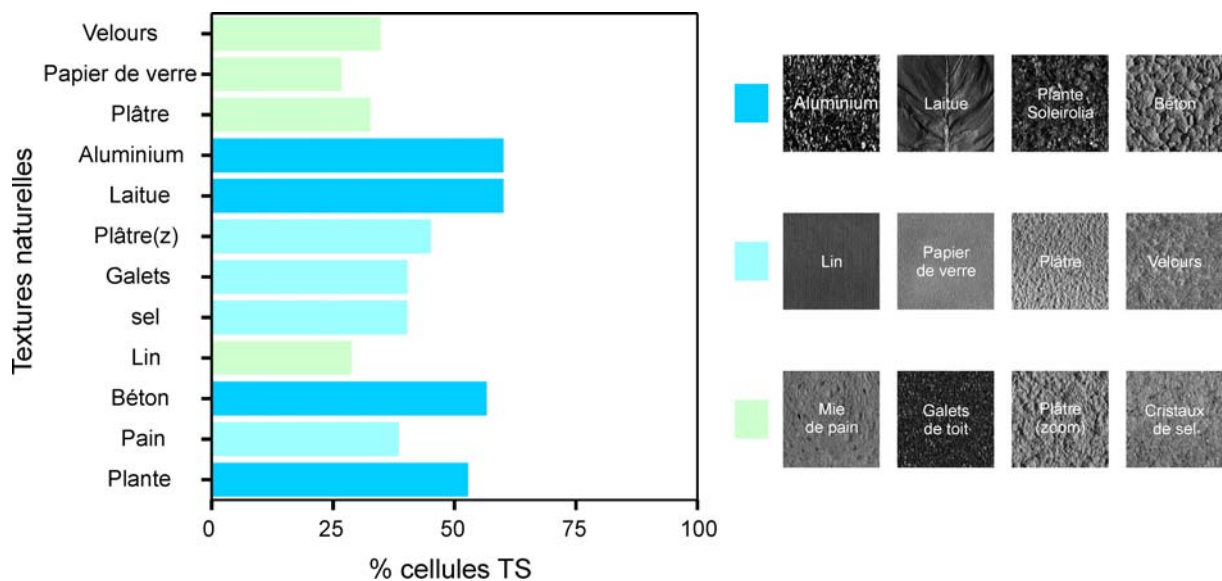 Textures naturelles
Velours
Papier de verre
Plâtre
Aluminium
Laitue
Plâtre(z)
Galets
sel
Lin
Béton
Pain
Plante
0 25 50 75 100
% cellules TS
Aluminium
Laitue
Plante
Soleirolia
Béton
Lin
Papier
de verre
Plâtre
Velours
Mie
de pain
Galets
de toit
Plâtre
(zoom)
Cristaux
de sel